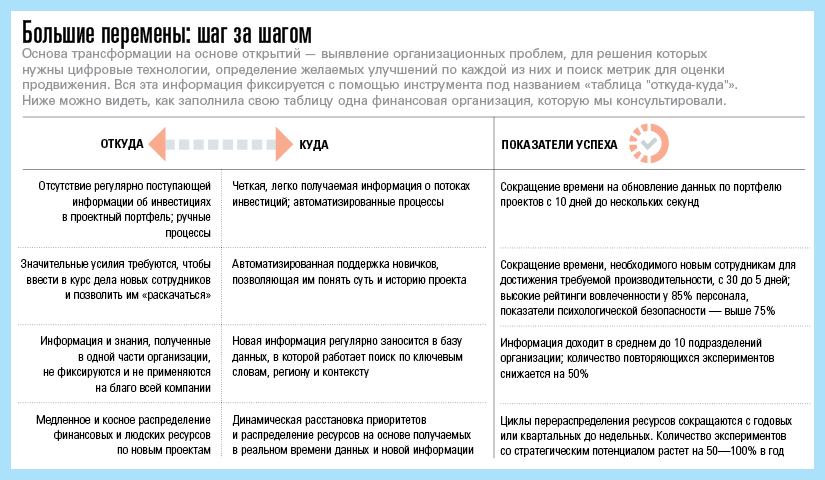 Большие перемены: шаг за шагом
Основа трансформации на основе открытий — выявление организационных проблем, для решения которых
нужны цифровые технологии, определение желаемых улучшений по каждой из них и поиск метрик для оценки
продвижения. Вся эта информация фиксируется с помощью инструмента под названием «таблица "откуда-куда"».
Ниже можно видеть, как заполнила свою таблицу одна финансовая организация, которую мы консультировали.
ОТКУДА
КУДА
ПОКАЗАТЕЛИ УСПЕХА
Отсутствие регулярно поступающей
информации об инвестициях
в проектный портфель; ручные
процессы
Четкая, легко получаемая информация о потоках
инвестиций; автоматизированные процессы
Сокращение времени на обновление данных по портфелю
проектов с 10 дней до нескольких секунд
Значительные усилия требуются, чтобы
ввести в курс дела новых сотрудников
и позволить им «раскачаться»
Автоматизированная поддержка новичков,
позволяющая им понять суть и историю проекта
Сокращение времени, необходимого новым сотрудникам для
достижения требуемой производительности, с 30 до 5 дней;
высокие рейтинги вовлеченности у 85% персонала,
показатели психологической безопасности — выше 75%
Информация и знания, полученные
в одной части организации,
не фиксируются и не применяются
на благо всей компании
Новая информация регулярно заносится в базу
данных, в которой работает поиск по ключевым
словам, региону и контексту
Информация доходит в среднем до 10 подразделений
организации; количество повторяющихся экспериментов
снижается на 50%
Медленное и косное распределение
финансовых и людских ресурсов
по новым проектам
Динамическая расстановка приоритетов
и распределение ресурсов на основе получаемых
в реальном времени данных и новой информации
Циклы перераспределения ресурсов сокращаются с годовых
или квартальных до недельных. Количество экспериментов
со стратегическим потенциалом растет на 50—100% в год